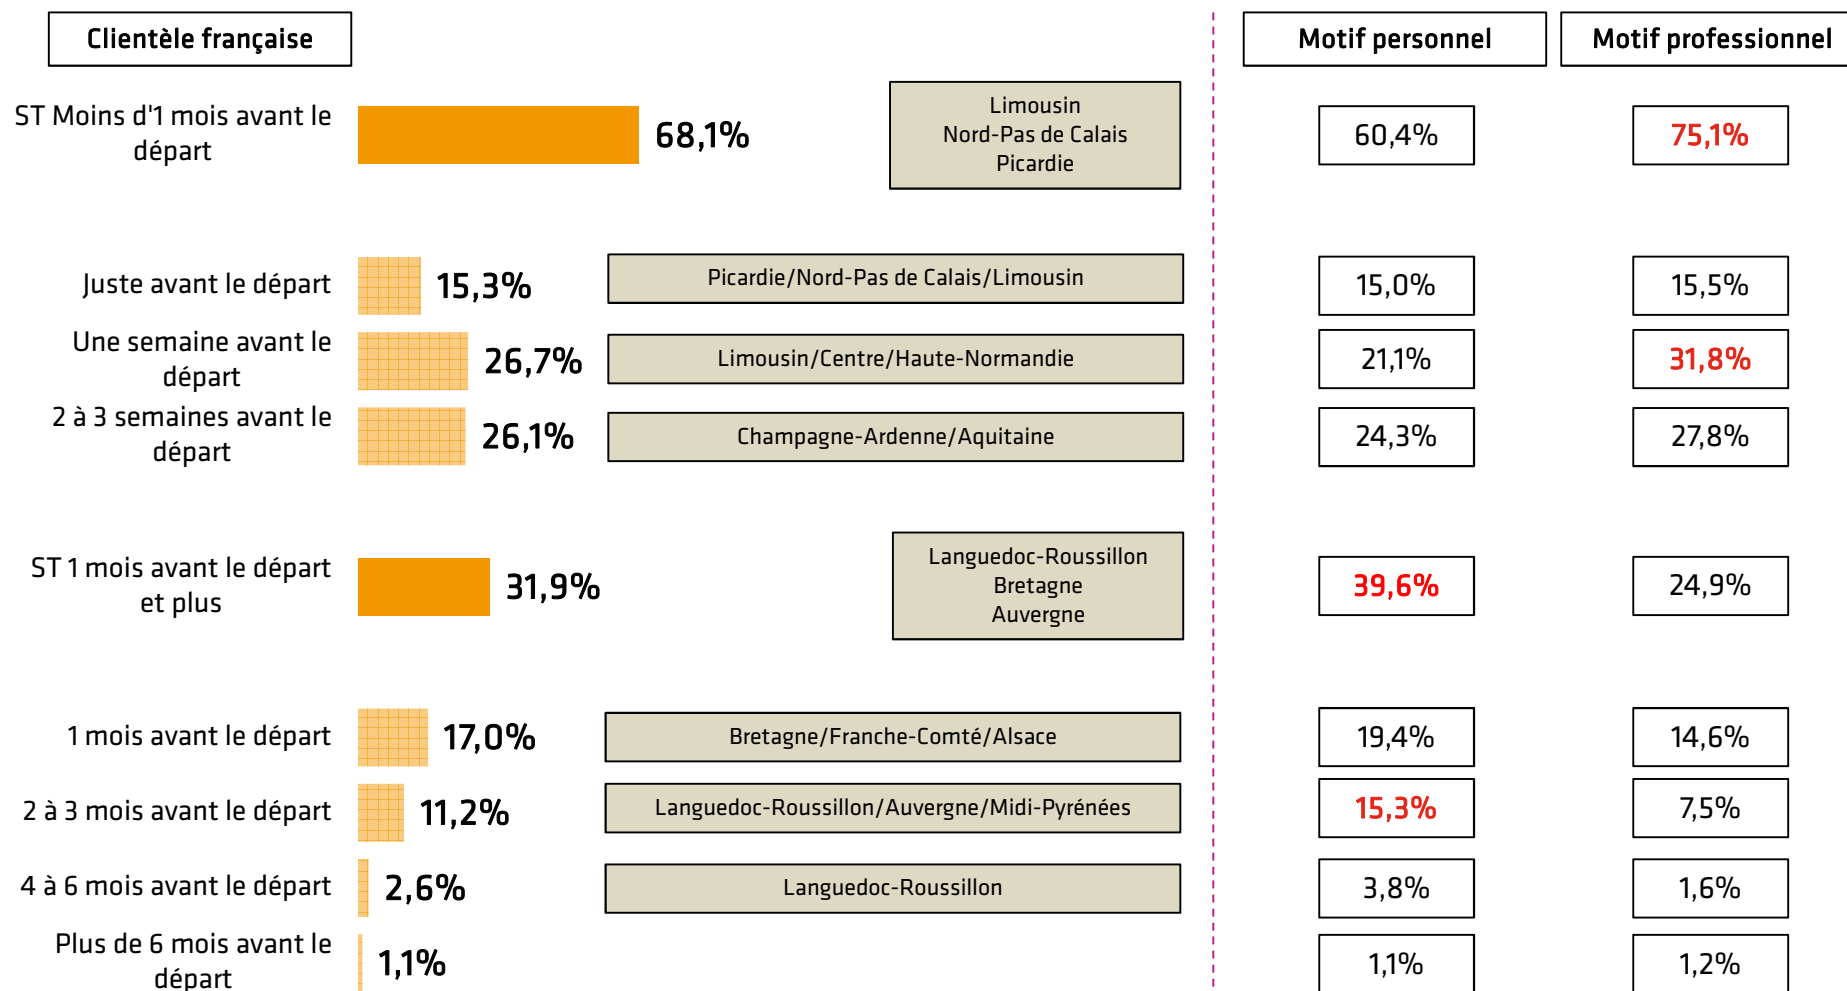 Clientèle française
Motif personnel
Motif professionnel
ST Moins d'1 mois avant le
départ
68,1%
Limousin
Nord-Pas de Calais
Picardie
60,4%
75,1%
Juste avant le départ
15,3%
Picardie/Nord-Pas de Calais/Limousin
15,0%
15,5%
Une semaine avant le
départ
26,7%
Limousin/Centre/Haute-Normandie
21,1%
31,8%
2 à 3 semaines avant le
départ
26,1%
Champagne-Ardenne/Aquitaine
24,3%
27,8%
ST 1 mois avant le départ
et plus
31,9%
Languedoc-Roussillon
Bretagne
Auvergne
39,6%
24,9%
1 mois avant le départ
17,0%
Bretagne/Franche-Comté/Alsace
19,4%
14,6%
2 à 3 mois avant le départ
11,2%
Languedoc-Roussillon/Auvergne/Midi-Pyrénées
15,3%
7,5%
4 à 6 mois avant le départ
2,6%
Languedoc-Roussillon
3,8%
1,6%
Plus de 6 mois avant le
départ
1,1%
1,1%
1,2%